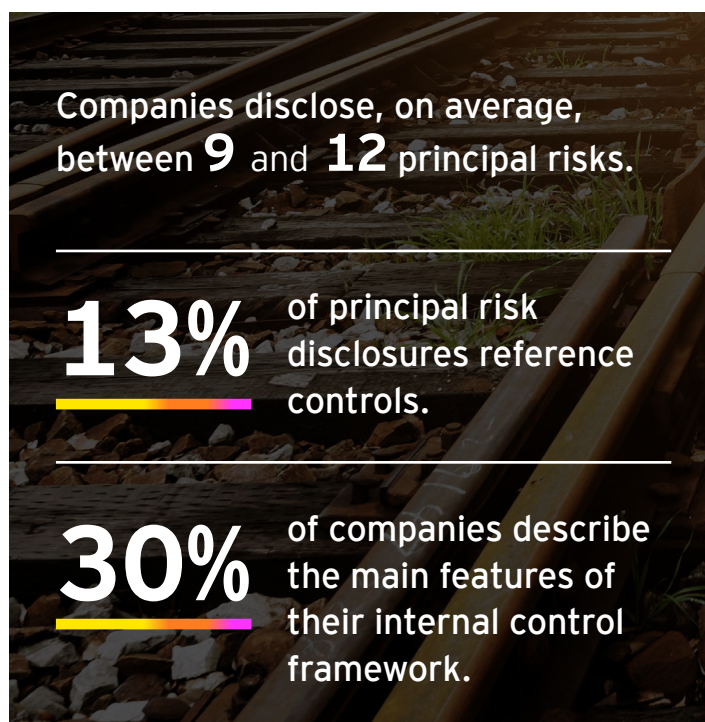 Companies disclose, on average,
between 9 and 12 principal risks.
13%
of principal risk
disclosures reference
controls.
30%
of companies describe
the main features of
their internal control
framework.